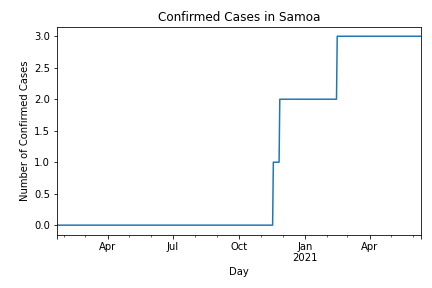 Confirmed Cases in Samoa
3.0
2.5
2.0
1.5
1.0
0.5
0.0
Number of Confirmed Cases
Apr Jul Oct Jan Apr
2021
Day